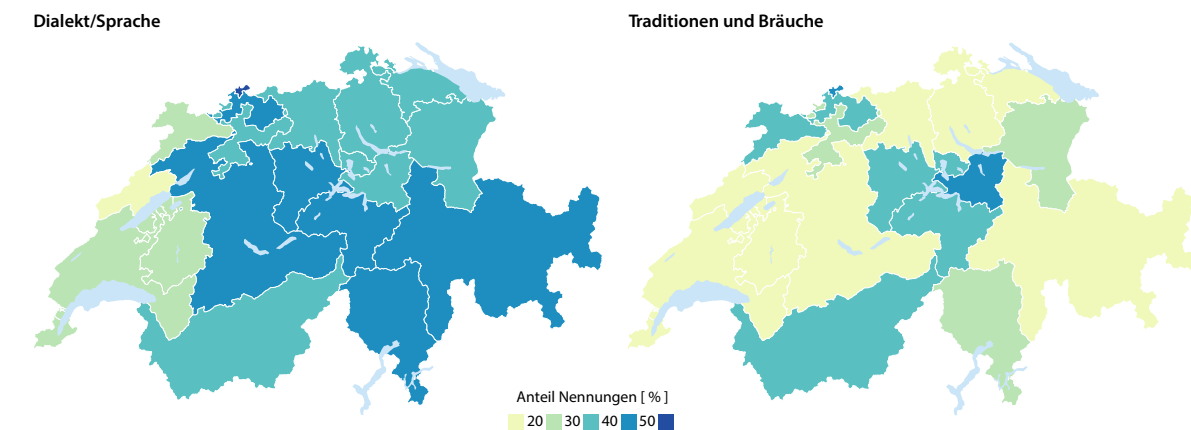 Dialekt/Sprache
Traditionen und Bräuche
Anteil Nennungen [ % ]
20 30 40 50